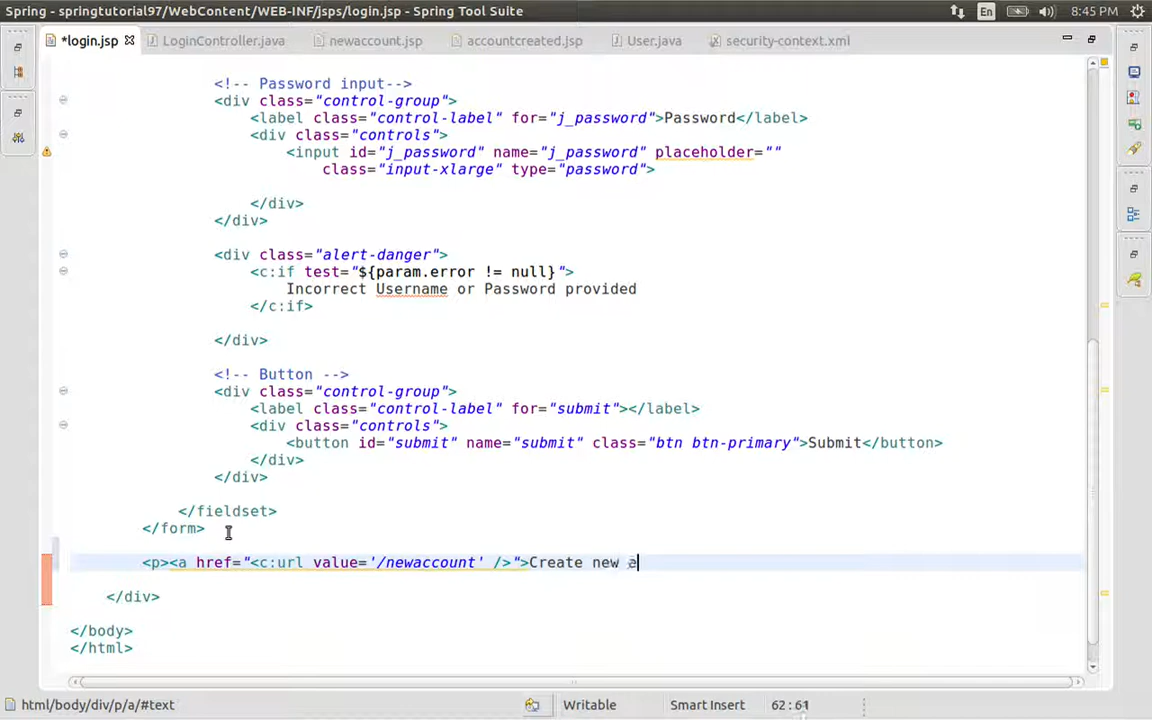 Spring - springtutorial97/WebContent/WEB-INF/jsps/login.jsp - Spring Tool Suite
En
8:45 PM
*login.jsp
LoginController.java
newaccount.jsp
accountcreated.jsp
User.java
security-context.xml
<!-- Password input-->
<div class="control-group">
<label class="control-label" for="j_password">Password</label>
<div class="controls">
<input id="j_password" name="j_password" placeholder=""
class="input-xlarge" type="password">
</div>
</div>
<div class="alert-danger">
<c:if test="${param.error != null}">
Incorrect Username or Password provided
</c:if>
</div>
<!-- Button -->
<div class="control-group">
<label class="control-label" for="submit"></label>
<div class="controls">
<button id="submit" name="submit" class="btn btn-primary">Submit</button>
</div>
</div>
</fieldset>
</form>
<p><a href="<c:url value='/newaccount' />">Create new a
</div>
</body>
</html>
html/body/div/p/a/#text
Writable
Smart Insert
62:61